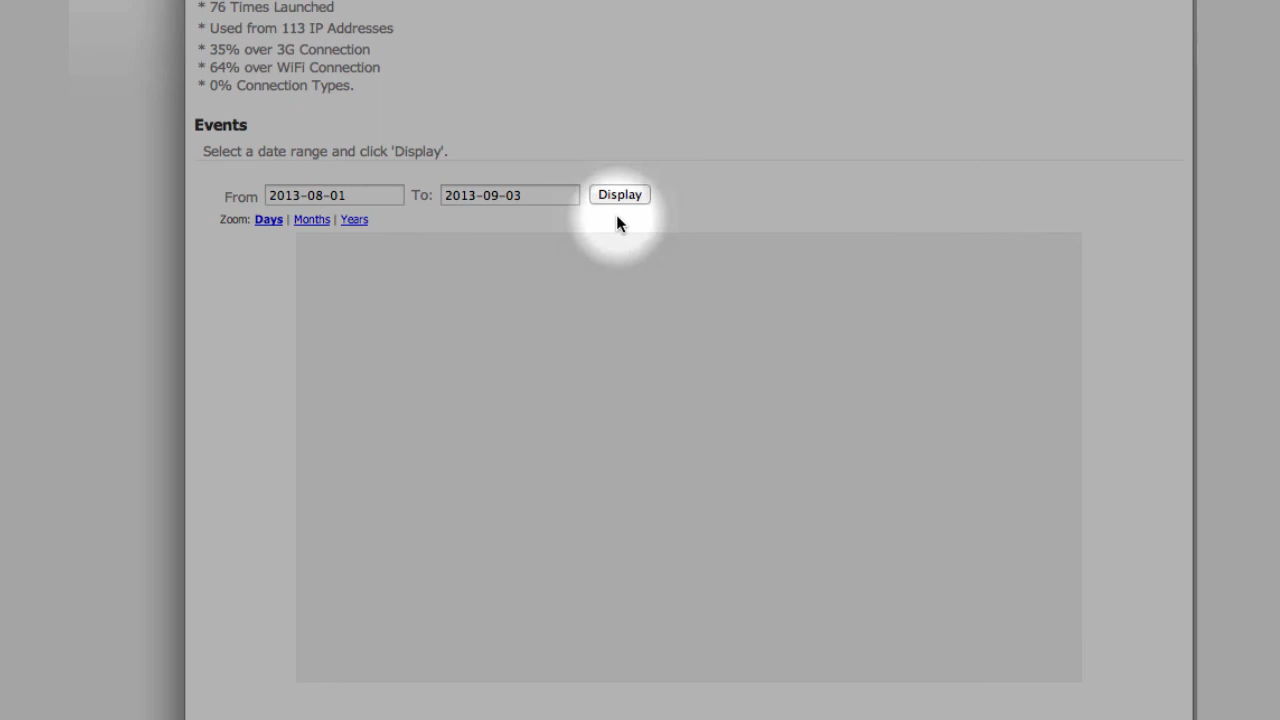 * 76 Times Launched
* Used from 113 IP Addresses
* 35% over 3G Connection
* 64% over WiFi Connection
* 0% Connection Types.
Events
Select a date range and click 'Display'.
From 2013-08-01 To: 2013-09-03 Display
Zoom: Days | Months | Years